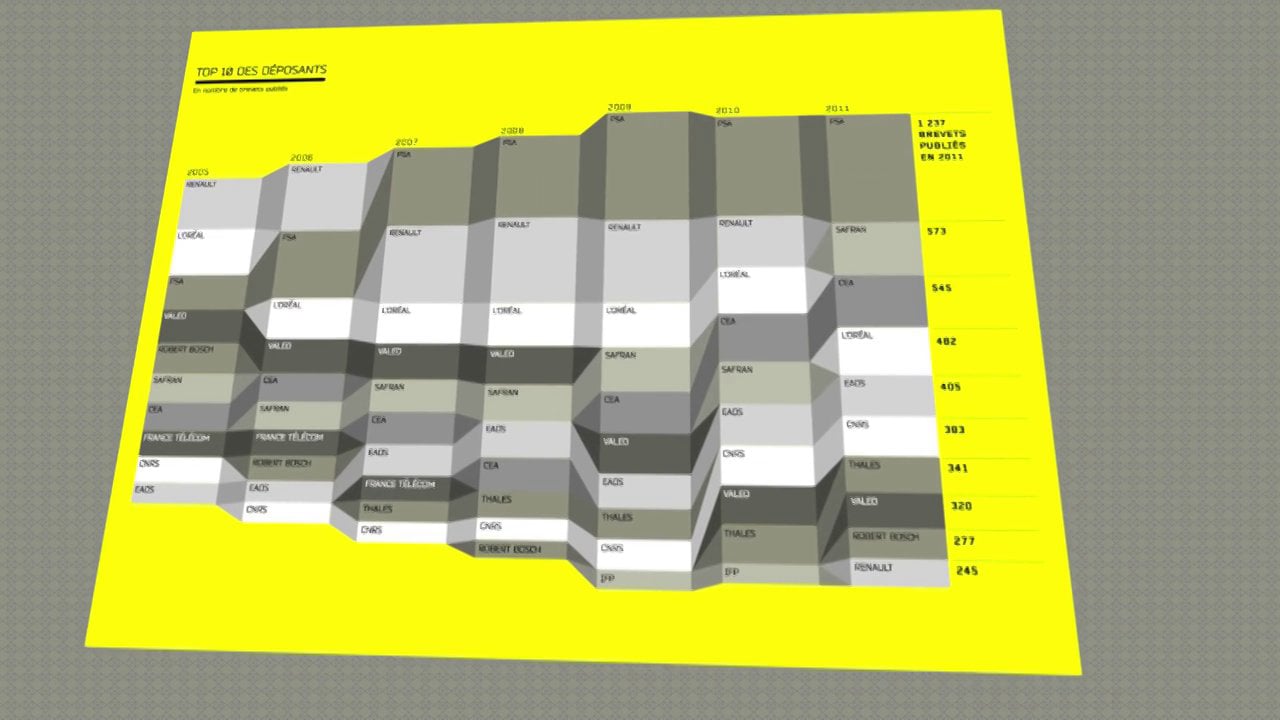 TOP 10 DES DÉPOSANTS
En nombre de brevets publiés
2005
RENAULT
L'ORÉAL
PSA
VALEO
ROBERT BOSCH
SAFRAN
CEA
FRANCE TÉLÉCOM
CNRS
EADS
2006
RENAULT
PSA
L'ORÉAL
VALEO
CEA
SAFRAN
FRANCE TÉLÉCOM
ROBERT BOSCH
EADS
CNRS
2007
PSA
RENAULT
L'ORÉAL
VALEO
SAFRAN
CEA
EADS
FRANCE TÉLÉCOM
THALES
CNRS
2008
PSA
RENAULT
L'ORÉAL
VALEO
SAFRAN
EADS
CEA
THALES
CNRS
ROBERT BOSCH
2009
PSA
RENAULT
L'ORÉAL
SAFRAN
CEA
VALEO
EADS
THALES
CNRS
IFP
2010
PSA
RENAULT
L'ORÉAL
CEA
SAFRAN
EADS
CNRS
VALEO
THALES
IFP
2011
PSA
SAFRAN
CEA
L'ORÉAL
EADS
CNRS
THALES
VALEO
ROBERT BOSCH
RENAULT
1 237
BREVETS
PUBLIÉS
EN 2011
573
545
482
405
383
341
320
277
245